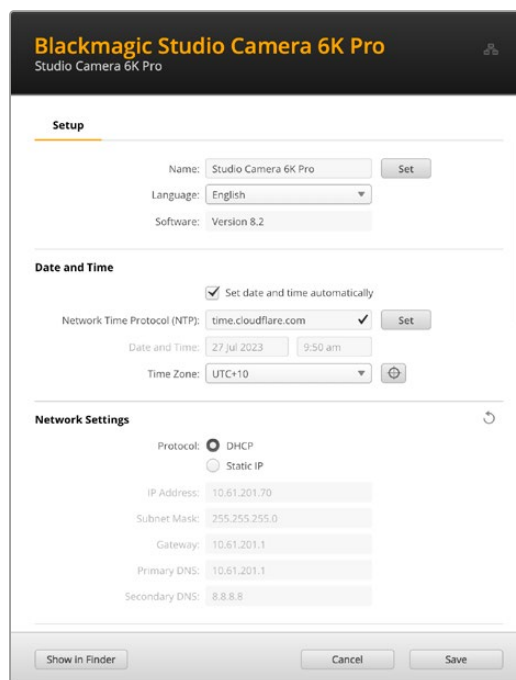 Blackmagic Studio Camera 6K Pro
Studio Camera 6K Pro
Setup
Name: Studio Camera 6K Pro Set
Language: English
Software: Version 8.2
Date and Time
Set date and time automatically
Network Time Protocol (NTP): time.cloudflare.com Set
Date and Time: 27 Jul 2023 9:50 am
Time Zone: UTC+10
Network Settings
Protocol: DHCP
Static IP
IP Address: 10.61.201.70
Subnet Mask: 255.255.255.0
Gateway: 10.61.201.1
Primary DNS: 10.61.201.1
Secondary DNS: 8.8.8.8
Show in Finder Cancel Save